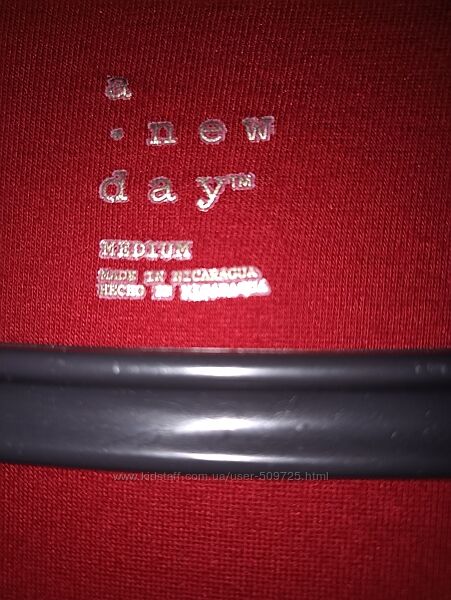 a
. new
day™
MEDIUM
MADE IN NICARAGUA
HECHO EN NICARAGUA
www.kidstaff.com.ua/user-509725.html